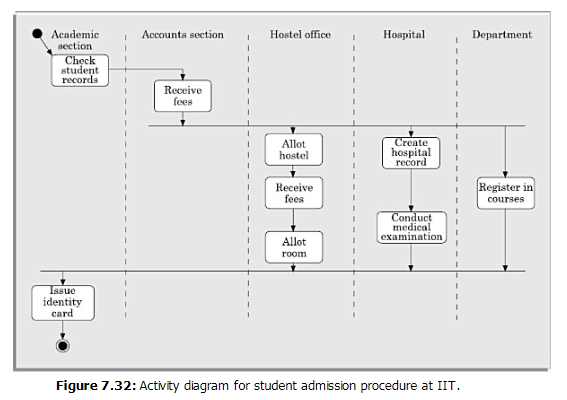 Academic section
Accounts section
Hostel office
Hospital
Department
Check
student
records
Receive
fees
Allot
hostel
Create
hospital
record
Receive
fees
Register in
courses
Conduct
medical
examination
Allot
room
Issue
identity
card
Figure 7.32: Activity diagram for student admission procedure at IIT.